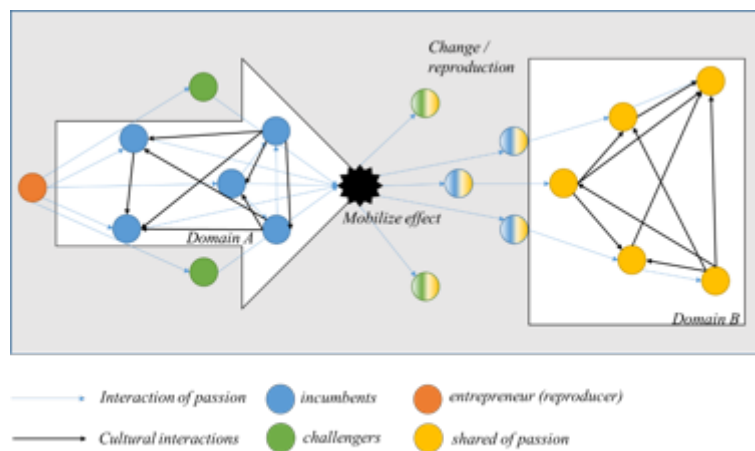 Change /
reproduction
Mobilize effect
Domain A
Domain B
Interaction of passion
incumbents
entrepreneur (reproducer)
Cultural interactions
challengers
shared of passion